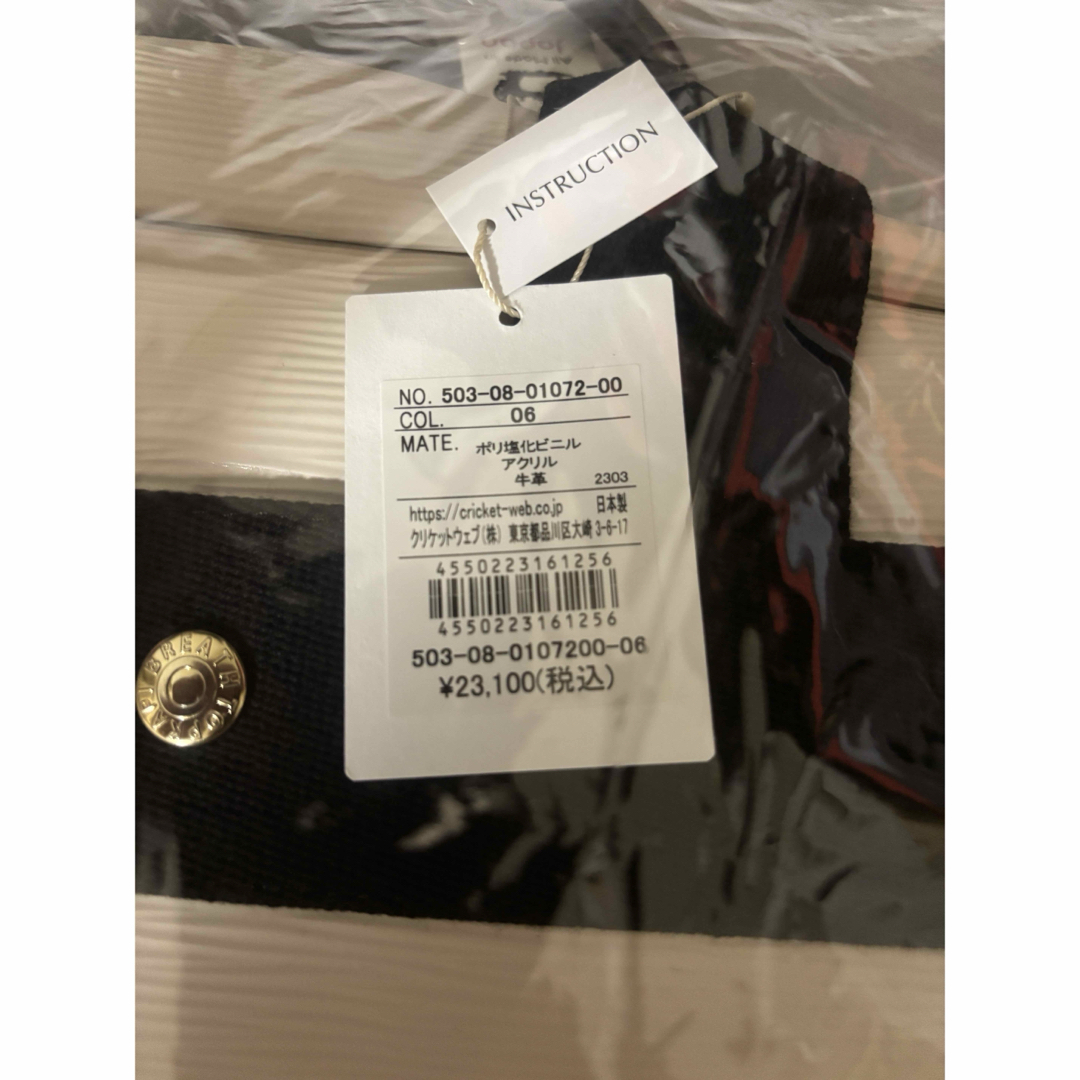 INSTRUCTION
NO. 503-08-01072-00
COL. 06
MATE. ポリ塩化ビニル
アクリル
牛革 2303
https://cricket-web.co.jp 日本製
クリケットウェブ(株) 東京都品川区大崎 3-6-17
4550223161256
4550223161256
503-08-0107200-06
¥23,100(税込)
BREATH TOPKAPI